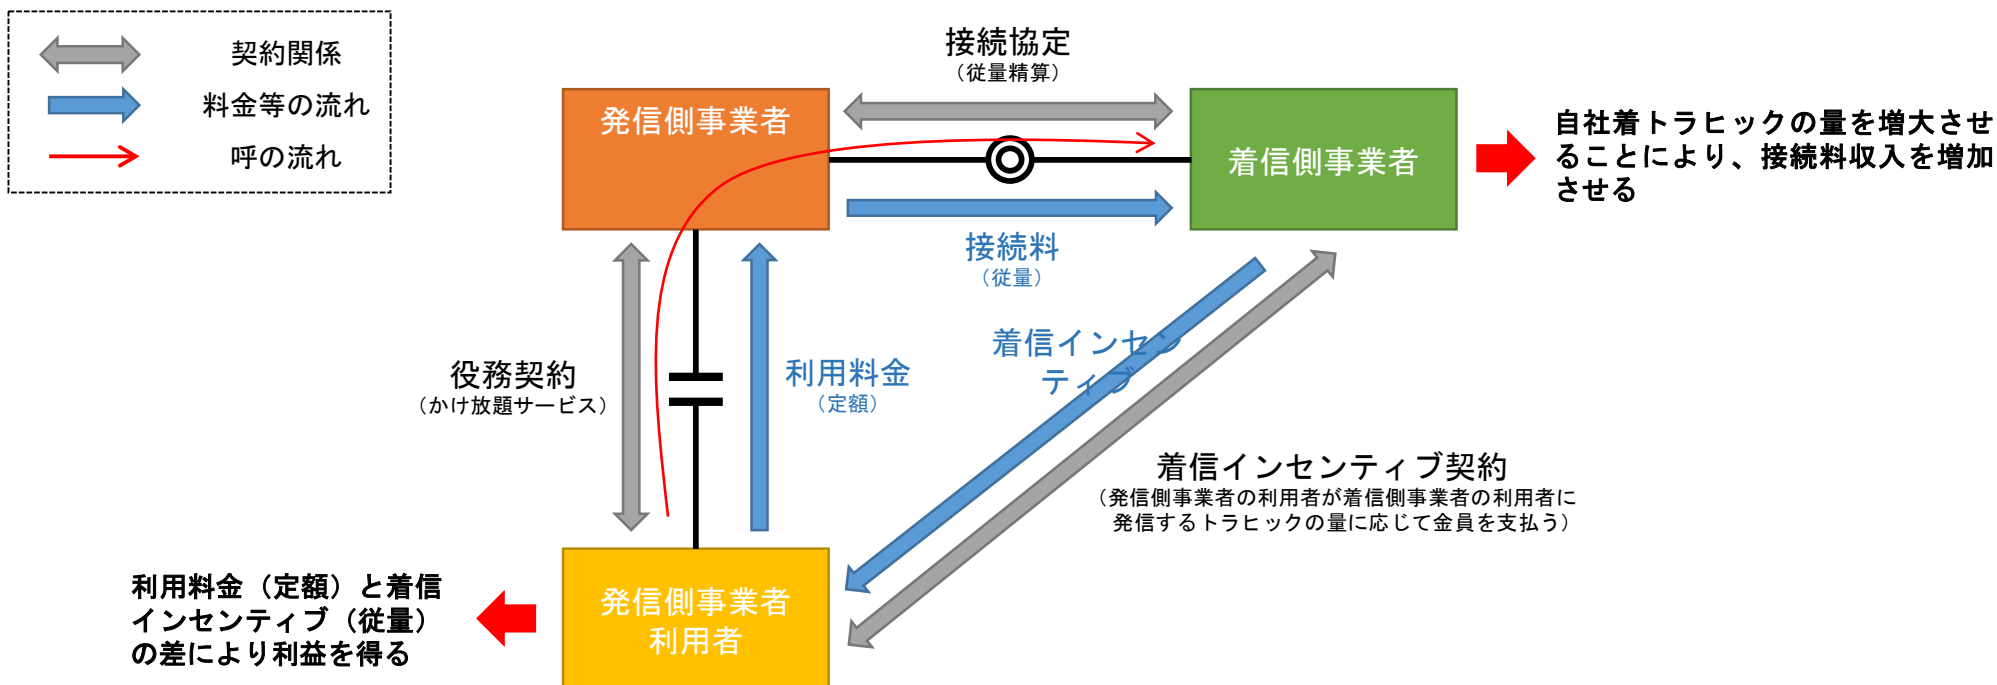 契約関係
料金等の流れ
呼の流れ
接続協定
（従量精算）
発信側事業者
着信側事業者
自社着トラヒックの量を増大させ
ることにより、接続料収入を増加
させる
接続料
（従量）
着信インセン
ティブ
役務契約
（かけ放題サービス）
利用料金
（定額）
着信インセンティブ契約
（発信側事業者の利用者が着信側事業者の利用者に
発信するトラヒックの量に応じて金員を支払う）
利用料金（定額）と着信
インセンティブ（従量）
の差により利益を得る
発信側事業者
利用者